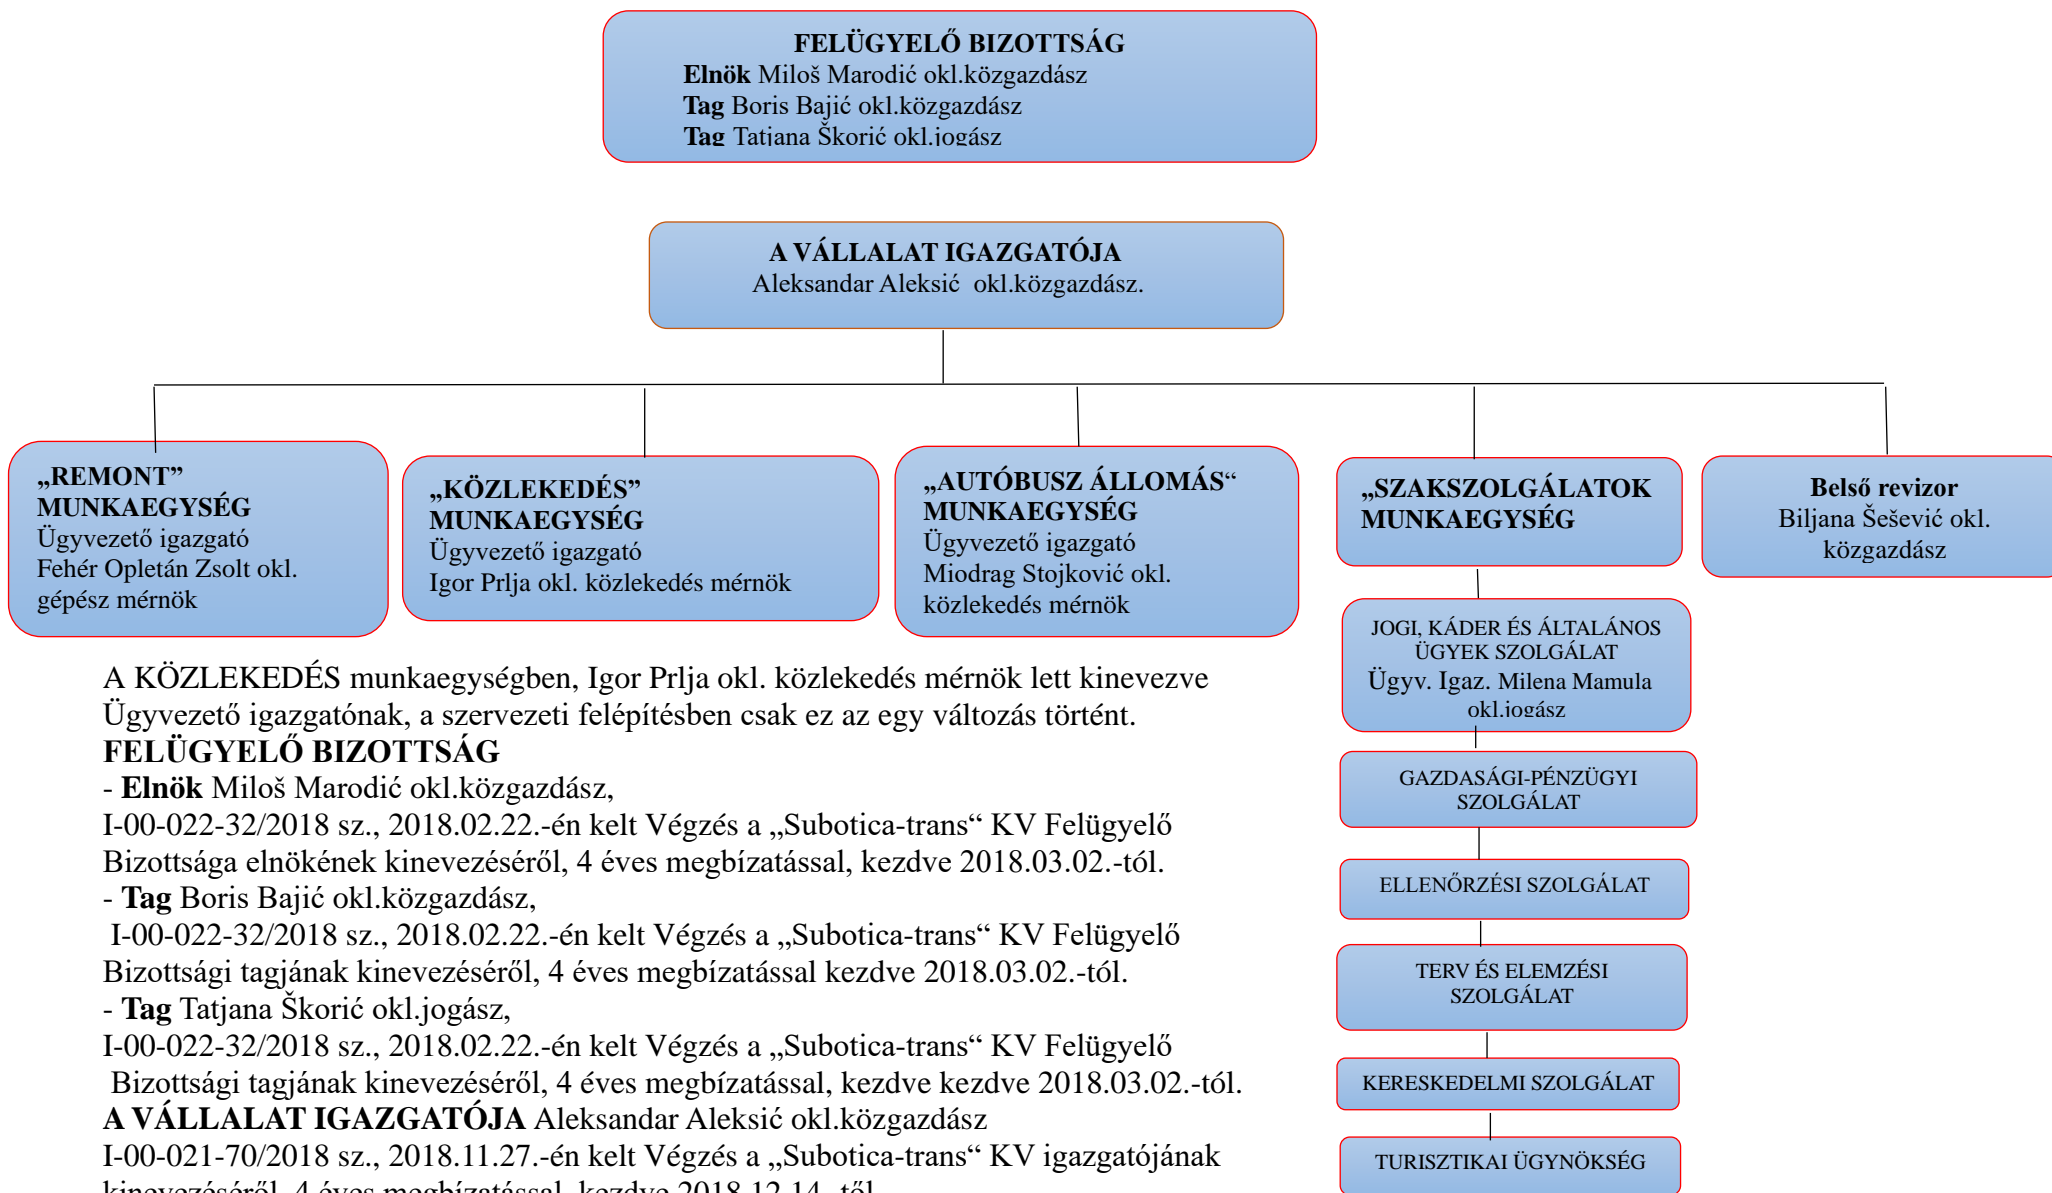 FELÜGYELŐ BIZOTTSÁG
Elnök Miloš Marodić okl.közgazdász
Tag Boris Bajić okl.közgazdász
Tag Tatjana Škorić okl.jogász
A VÁLLALAT IGAZGATÓJA
Aleksandar Aleksić okl.közgazdász.
„REMONT”
MUNKAEGYSÉG
Ügyvezető igazgató
Fehér Opletán Zsolt okl.
gépész mérnök
„KÖZLEKEDÉS”
MUNKAEGYSÉG
Ügyvezető igazgató
Igor Prlja okl. közlekedés mérnök
„AUTÓBUSZ ÁLLOMÁS“
MUNKAEGYSÉG
Ügyvezető igazgató
Miodrag Stojković okl.
közlekedés mérnök
„SZAKSZOLGÁLATOK
MUNKAEGYSÉG
Belső revizor
Biljana Šešević okl.
közgazdász
JOGI, KÁDER ÉS ÁLTALÁNOS
ÜGYEK SZOLGÁLAT
Ügyv. Igaz. Milena Mamula
okl.jogász
GAZDASÁGI-PÉNZÜGYI
SZOLGÁLAT
ELLENŐRZÉSI SZOLGÁLAT
TERV ÉS ELEMZÉSI
SZOLGÁLAT
KERESKEDELMI SZOLGÁLAT
TURISZTIKAI ÜGYNÖKSÉG
A KÖZLEKEDÉS munkaegységben, Igor Prlja okl. közlekedés mérnök lett kinevezve
Ügyvezető igazgatónak, a szervezeti felépítésben csak ez az egy változás történt.
FELÜGYELŐ BIZOTTSÁG
- Elnök Miloš Marodić okl.közgazdász,
I-00-022-32/2018 sz., 2018.02.22.-én kelt Végzés a „Subotica-trans“ KV Felügyelő
Bizottsága elnökének kinevezéséről, 4 éves megbízatással, kezdve 2018.03.02.-tól.
- Tag Boris Bajić okl.közgazdász,
I-00-022-32/2018 sz., 2018.02.22.-én kelt Végzés a „Subotica-trans“ KV Felügyelő
Bizottsági tagjának kinevezéséről, 4 éves megbízatással kezdve 2018.03.02.-tól.
- Tag Tatjana Škorić okl.jogász,
I-00-022-32/2018 sz., 2018.02.22.-én kelt Végzés a „Subotica-trans“ KV Felügyelő
Bizottsági tagjának kinevezéséről, 4 éves megbízatással, kezdve kezdve 2018.03.02.-tól.
A VÁLLALAT IGAZGATÓJA Aleksandar Aleksić okl.közgazdász
I-00-021-70/2018 sz., 2018.11.27.-én kelt Végzés a „Subotica-trans“ KV igazgatójának
kinevezéséről, 4 éves megbízatással, kezdve 2018.12.14.-től